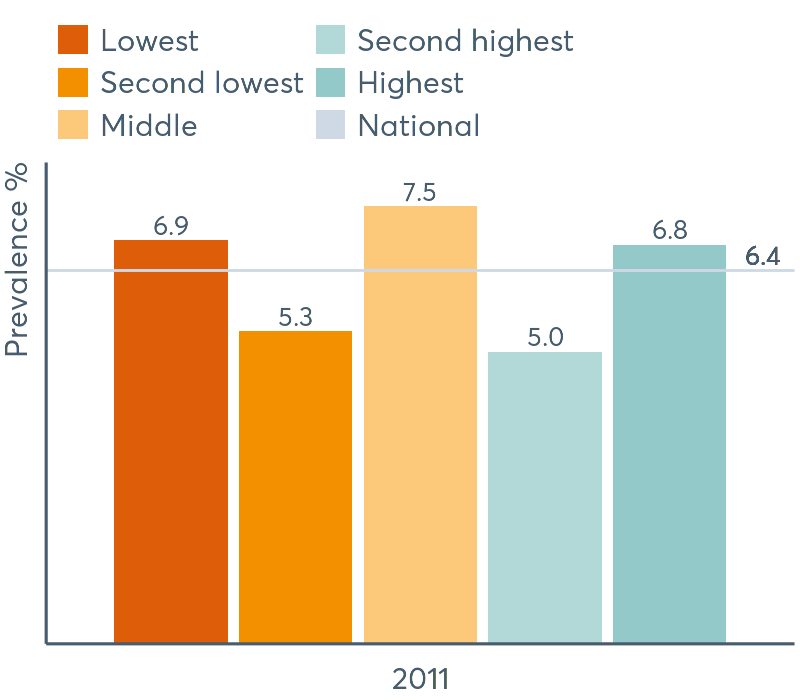 Lowest
Second lowest
Middle
Second highest
Highest
National
Prevalence %
6.9
5.3
7.5
5.0
6.8
6.4
2011